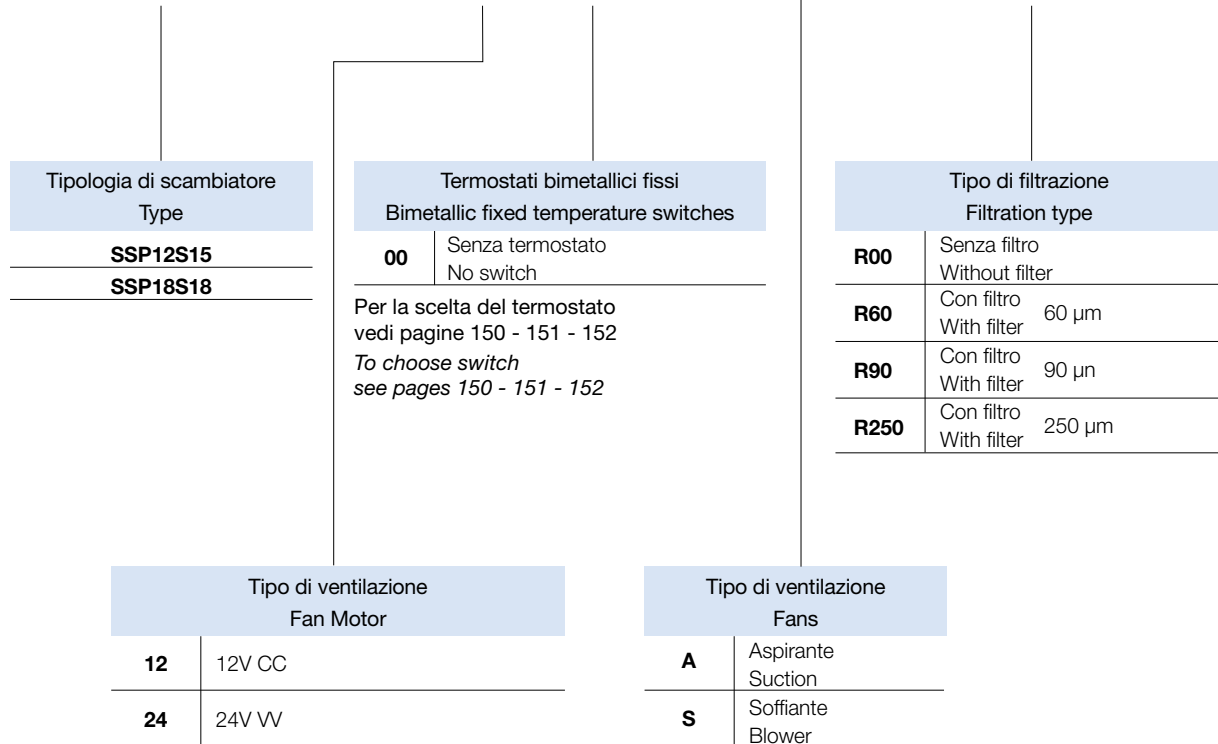 Tipologia di scambiatore
Type
SSP12S15
SSP18S18
Termostati bimetallici fissi
Bimetallic fixed temperature switches
00
Senza termostato
No switch
Per la scelta del termostato
vedi pagine 150 - 151 - 152
To choose switch
see pages 150 - 151 - 152
Tipo di filtrazione
Filtration type
R00
Senza filtro
Without filter
R60
Con filtro
With filter
60 µm
R90
Con filtro
With filter
90 µn
R250
Con filtro
With filter
250 µm
Tipo di ventilazione
Fan Motor
12
12V CC
24
24V VV
Tipo di ventilazione
Fans
A
Aspirante
Suction
S
Soffiante
Blower